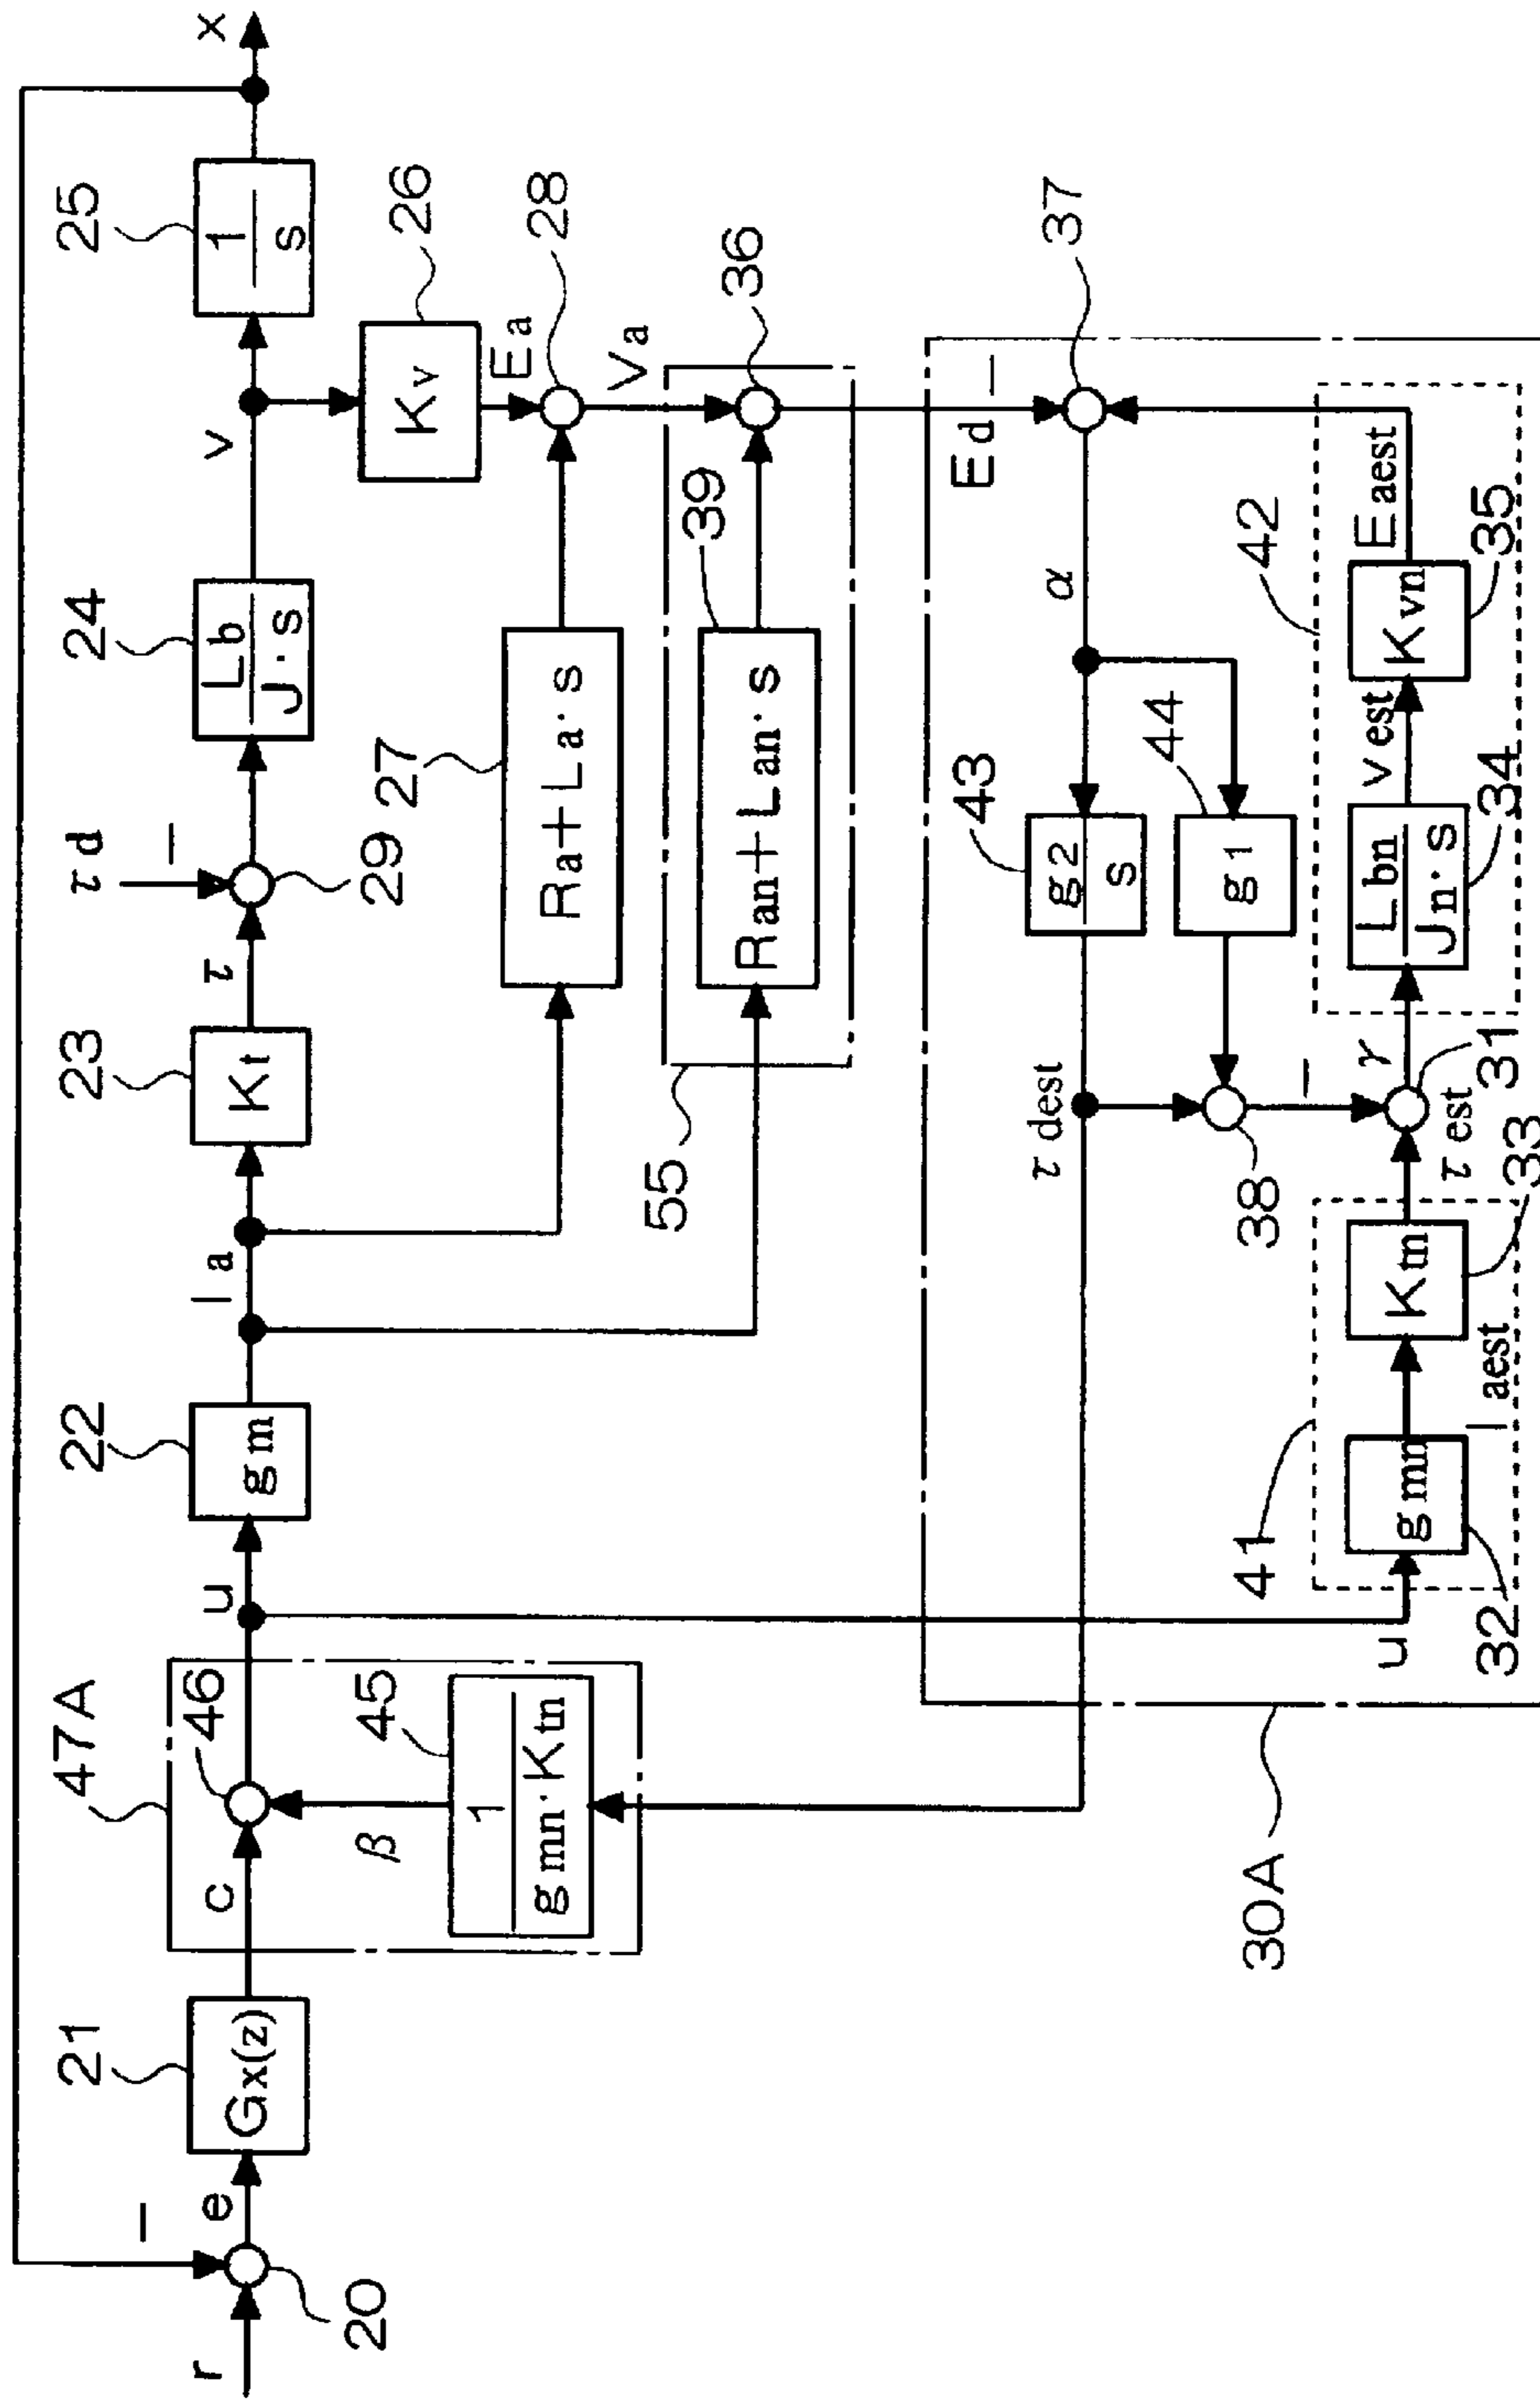 r
−
e
20
21
Gx(z)
c
47A
46
β
45
1
gmn·Ktn
u
22
gm
Ia
23
Kt
τ
τd
−
29
24
Lb
J·s
v
25
1
s
x
26
Kv
Ea
28
27
Ra+La·s
Va
36
39
Ran+Lan·s
55
Ed
−
37
α
43
g2
s
44
g1
τdest
38
−
42
Eaest
Kvn
35
vest
Lbn
Jn·s
34
γ
31
τest
33
Ktn
Iaest
41
gmn
32
u
30A